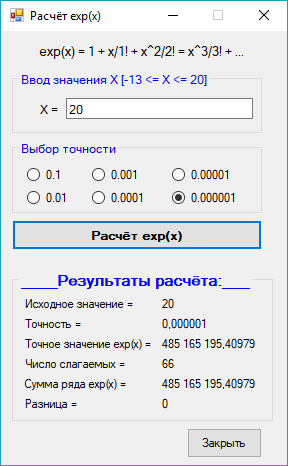 Расчёт exp(x)
exp(x) = 1 + x/1! + x^2/2! = x^3/3! + ...
Ввод значения X [-13 <= X <= 20]
X = 20
Выбор точности
0.1 0.001 0.00001
0.01 0.0001 0.000001
Расчёт exp(x)
____Результаты расчёта:___
Исходное значение = 20
Точность = 0,000001
Точное значение exp(x) = 485 165 195,40979
Число слагаемых = 66
Сумма ряда exp(x) = 485 165 195,40979
Разница = 0
Закрыть